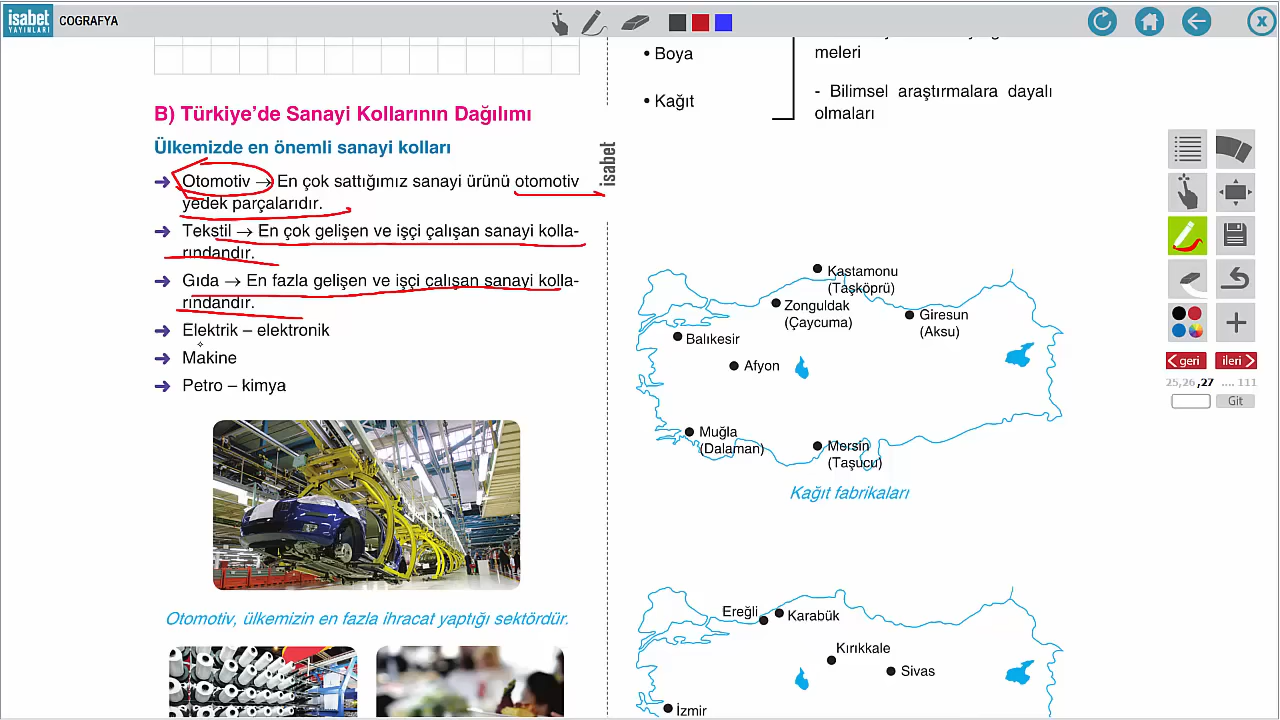 isabet
YAYINLARI
COGRAFYA
B) Türkiye'de Sanayi Kollarının Dağılımı
Ülkemizde en önemli sanayi kolları
Otomotiv → En çok sattığımız sanayi ürünü otomotiv
yedek parçalarıdır.
Tekstil → En çok gelişen ve işçi çalışan sanayi kolla-
rındandır.
Gıda → En fazla gelişen ve işçi çalışan sanayi kolla-
rındandır.
Elektrik – elektronik
Makine
Petro – kimya
Otomotiv, ülkemizin en fazla ihracat yaptığı sektördür.
isabet
• Boya
• Kağıt
meleri
- Bilimsel araştırmalara dayalı
olmaları
Kastamonu
(Taşköprü)
Zonguldak
(Çaycuma)
Giresun
(Aksu)
Balıkesir
Afyon
Muğla
(Dalaman)
Mersin
(Taşucu)
Kağıt fabrikaları
Ereğli
Karabük
Kırıkkale
Sivas
İzmir
geri
ileri
25,26,27 .... 111
Git